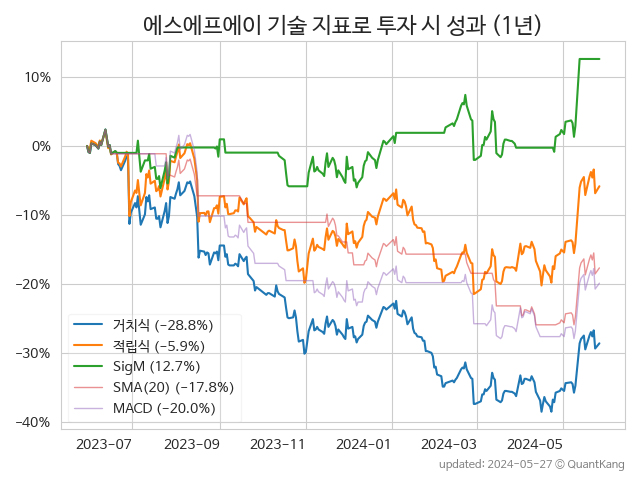 에스에프에이 기술 지표로 투자 시 성과 (1년)
10%
0%
−10%
−20%
−30%
−40%
거치식 (−28.8%)
적립식 (−5.9%)
SigM (12.7%)
SMA(20) (−17.8%)
MACD (−20.0%)
2023−07
2023−09
2023−11
2024−01
2024−03
2024−05
updated: 2024−05−27 © QuantKang